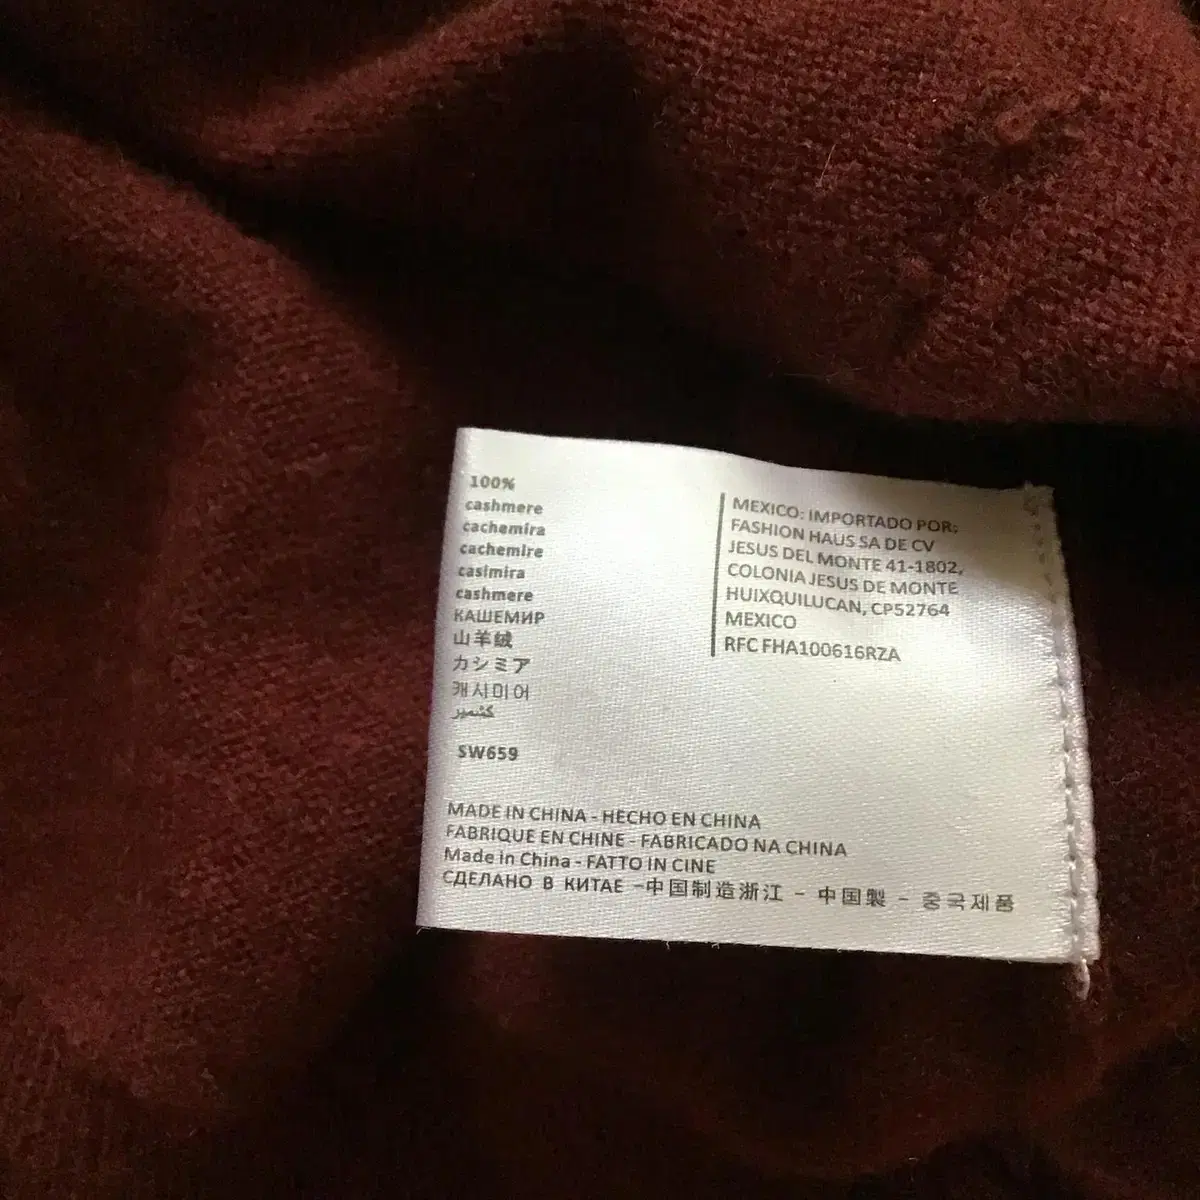 100%
cashmere
cachemira
cachemire
casimira
cashmere
КАШЕМИР
山羊绒
カシミア
캐시미어
كشمير
SW659
MEXICO: IMPORTADO POR:
FASHION HAUS SA DE CV
JESUS DEL MONTE 41-1802,
COLONIA JESUS DE MONTE
HUIXQUILUCAN, CP52764
MEXICO
RFC FHA100616RZA
MADE IN CHINA - HECHO EN CHINA
FABRIQUE EN CHINE - FABRICADO NA CHINA
Made in China - FATTO IN CINE
СДЕЛАНО В КИТАЕ -中国制造浙江 - 中国製 - 중국제품